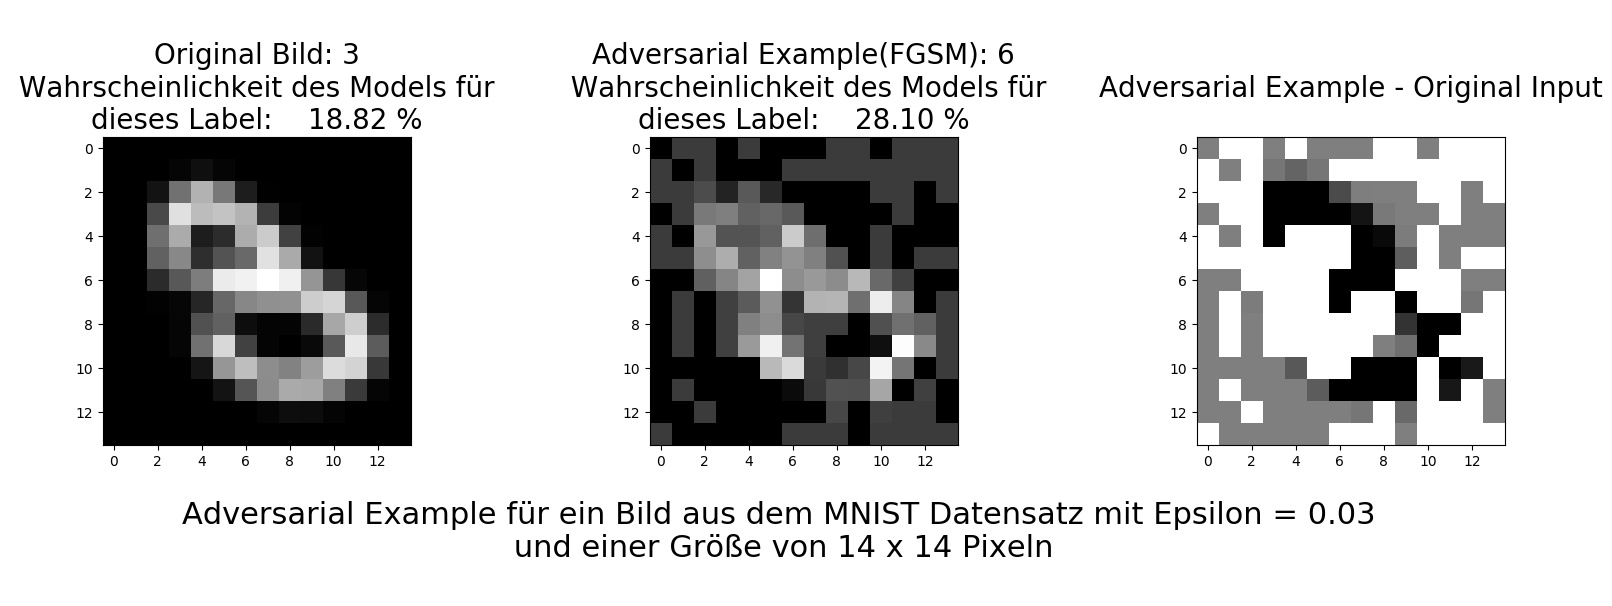 Original Bild: 3
Wahrscheinlichkeit des Models für
dieses Label: 18.82 %
Adversarial Example(FGSM): 6
Wahrscheinlichkeit des Models für
dieses Label: 28.10 %
Adversarial Example - Original Input
0
2
4
6
8
10
12
0 2 4 6 8 10 12
0
2
4
6
8
10
12
0 2 4 6 8 10 12
0
2
4
6
8
10
12
0 2 4 6 8 10 12
Adversarial Example für ein Bild aus dem MNIST Datensatz mit Epsilon = 0.03
und einer Größe von 14 x 14 Pixeln